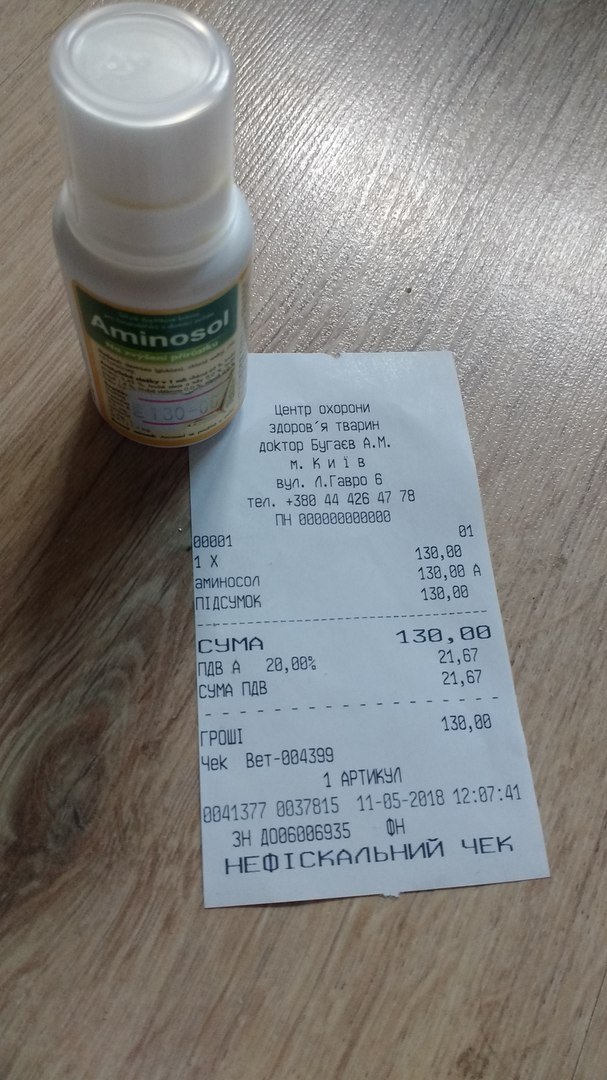 Aminosol
130-0
Центр охорони
здоров'я тварин
доктор Бугаєв А.М.
м. К и ї в
вул. Л.Гавро 6
тел. +380 44 426 47 78
ПН 000000000000
00001 01
1 X 130,00
аминосол 130,00 А
ПІДСУМОК 130,00
СУМА 130,00
ПДВ А 20,00% 21,67
СУМА ПДВ 21,67
ГРОШІ 130,00
Чек Вет-004399
1 АРТИКУЛ
0041377 0037815 11-05-2018 12:07:41
ЗН ДО06006935 ФН
НЕФІСКАЛЬНИЙ ЧЕК